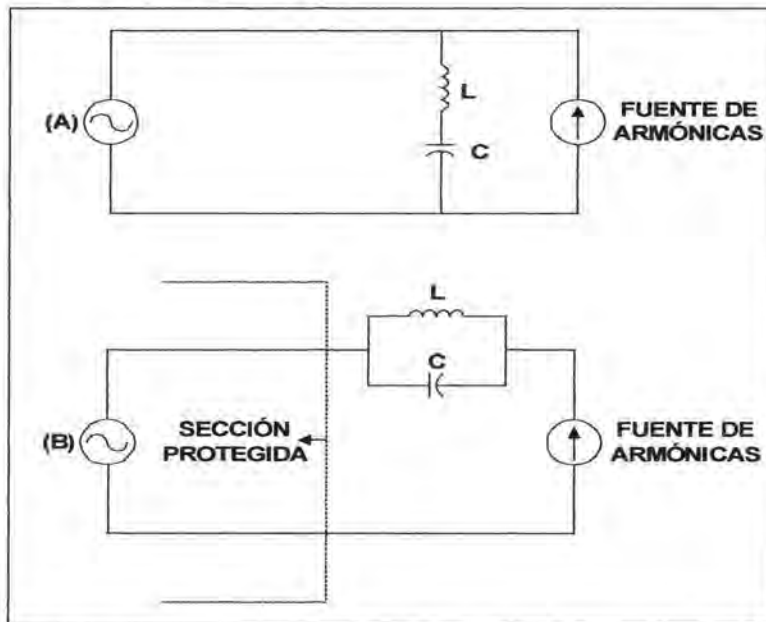 L
(A)
C
FUENTE DE
ARMÓNICAS
L
C
(B)
SECCIÓN
PROTEGIDA
FUENTE DE
ARMÓNICAS